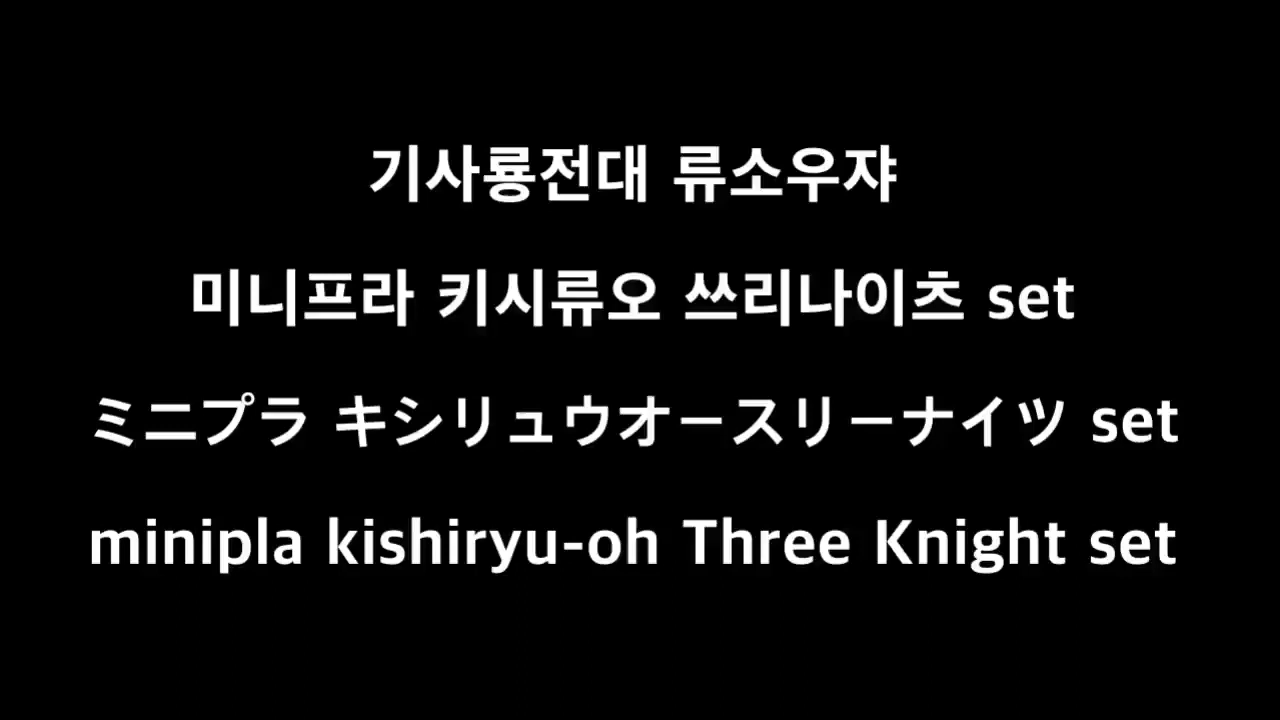 기사룡전대 류소우쟈
미니프라 키시류오 쓰리나이츠 set
ミニプラ キシリュウオースリーナイツ set
minipla kishiryu-oh Three Knight set